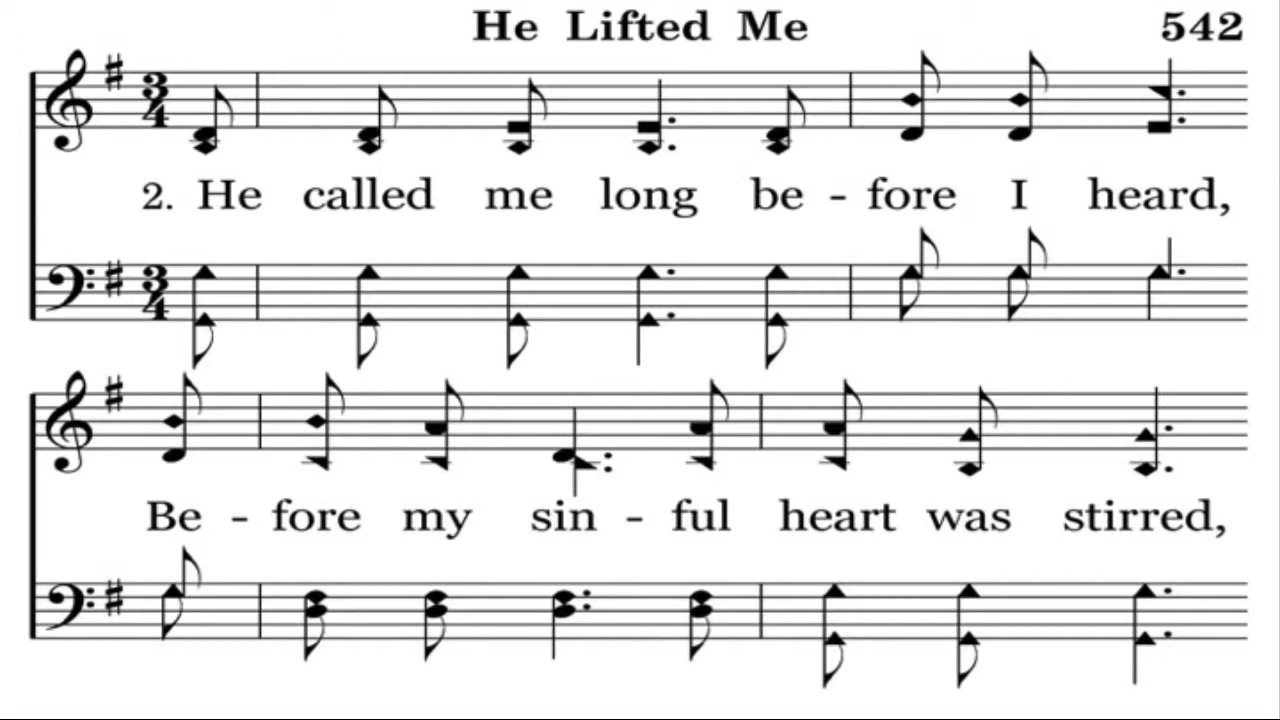 He Lifted Me 542
2. He called me long be - fore I heard,
Be - fore my sin - ful heart was stirred,